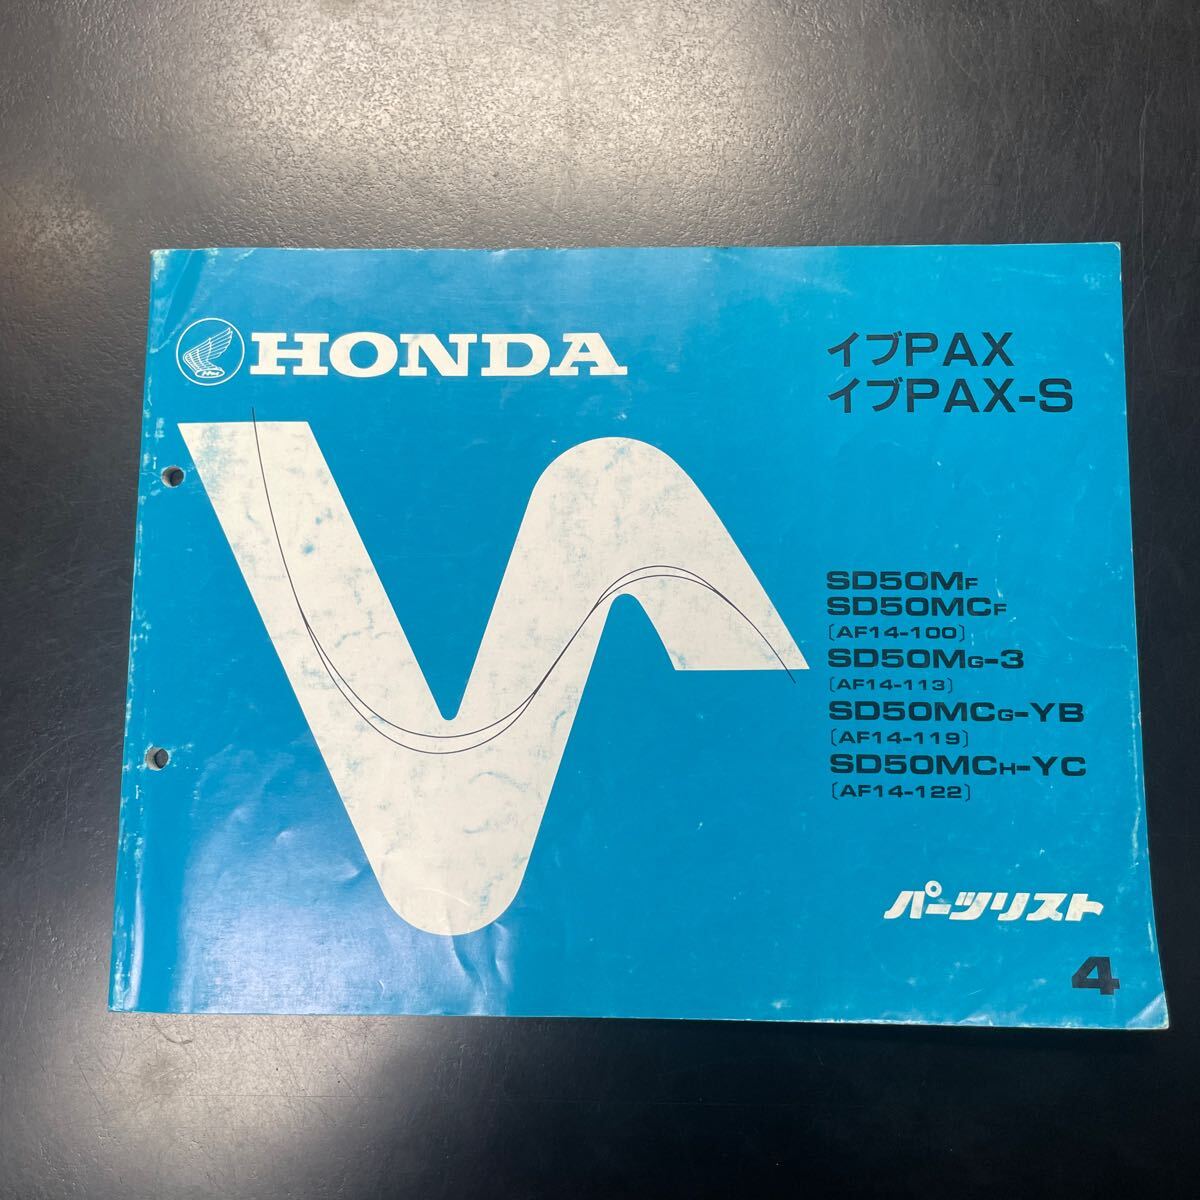 HONDA
イブPAX
イブPAX-S
SD50MF
SD50MCF
〔AF14-100〕
SD50MG-3
〔AF14-113〕
SD50MCG-YB
〔AF14-119〕
SD50MCH-YC
〔AF14-122〕
パーツリスト
4